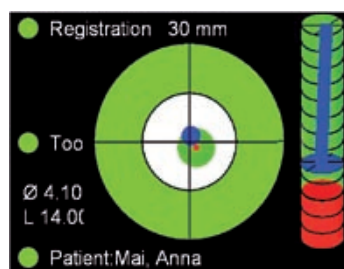 Registration 30 mm
Too
Ø 4.10
L 14.0(
Patient:Mai, Anna